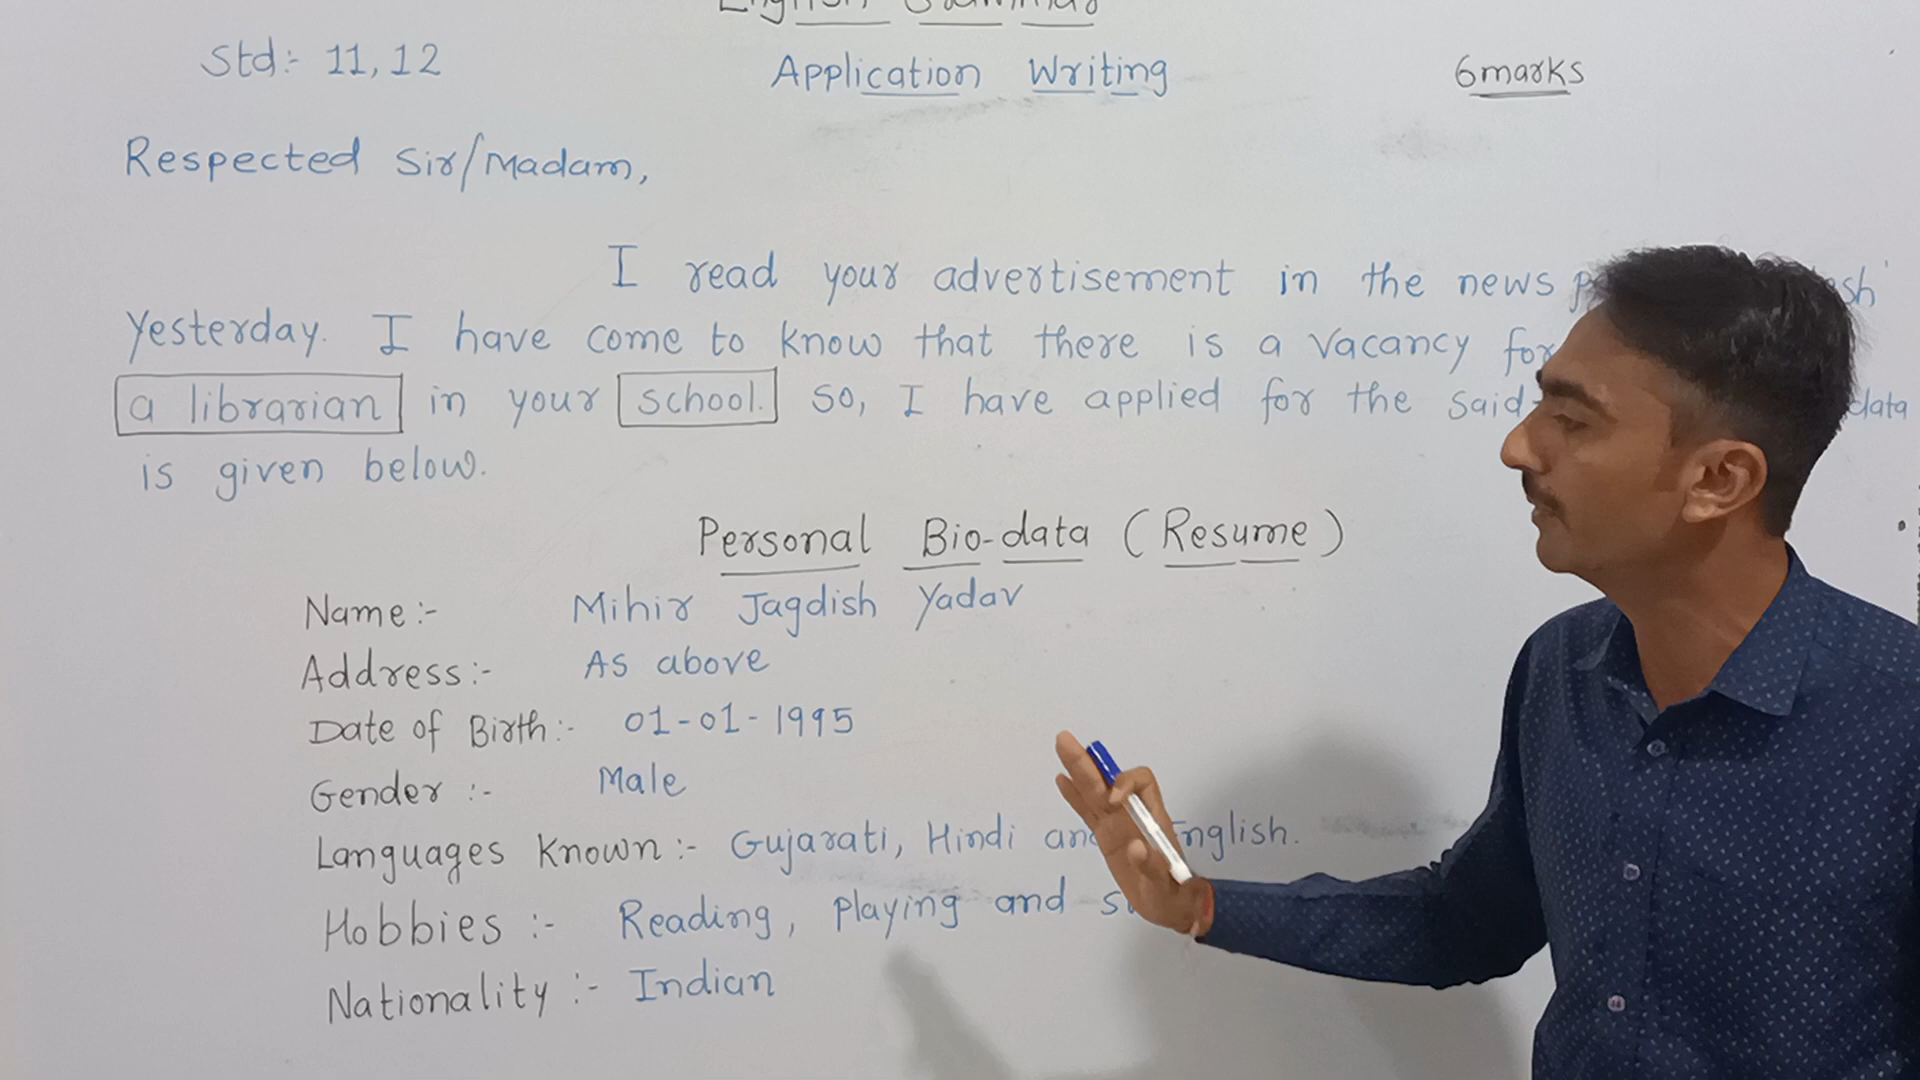 English Grammar
Std:- 11,12
Application Writing
6marks
Respected Sir/Madam,
I read your advertisement in the news
Yesterday. I have come to know that there is a vacancy for
a librarian in your school. so, I have applied for the said data
is given below.
Personal Bio-data (Resume)
Name:- Mihir Jagdish Yadav
Address:- As above
Date of Birth:- 01-01-1995
Gender :- Male
Languages Known:- Gujarati, Hindi and English.
Hobbies :- Reading, playing and
Nationality :- Indian